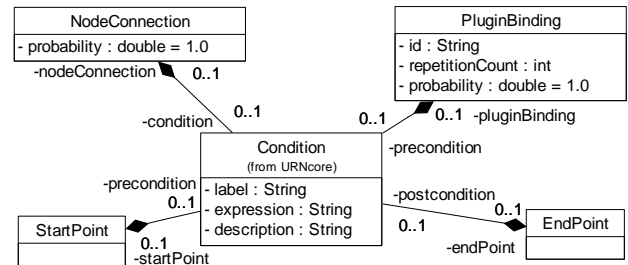 NodeConnection
- probability : double = 1.0
-nodeConnection
0..1
0..1
-condition
PluginBinding
- id : String
- repetitionCount : int
- probability : double = 1.0
0..1
0..1
-pluginBinding
-precondition
Condition
(from URNcore)
- label : String
- expression : String
- description : String
-precondition
0..1
StartPoint
0..1
-startPoint
-postcondition
0..1
0..1
EndPoint
-endPoint